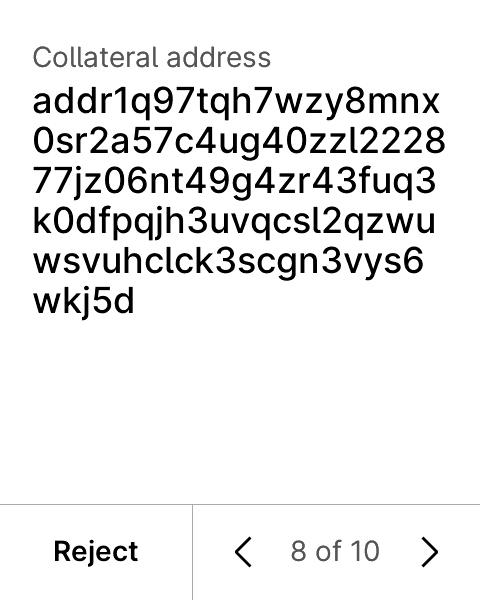 Collateral address
addr1q97tqh7wzy8mnx
0sr2a57c4ug40zzl2228
77jz06nt49g4zr43fuq3
k0dfpqjh3uvqcsl2qzwu
wsvuhclck3scgn3vys6
wkj5d
Reject
8 of 10